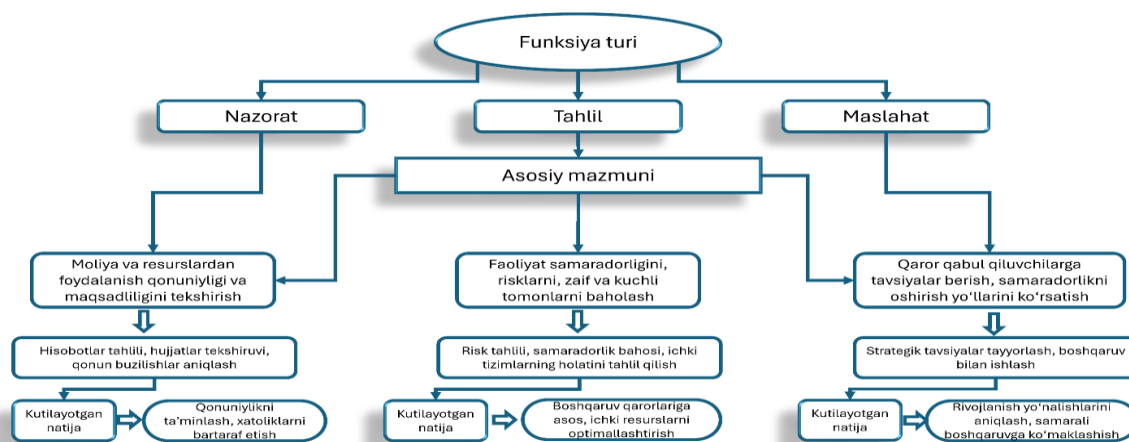 Funksiya turi
Nazorat
Tahlil
Maslahat
Asosiy mazmuni
Moliya va resurslardan
foydalanish qonuniyligi va
maqsadliligini tekshirish
Faoliyat samaradorligini,
risklarni, zaif va kuchli
tomonlarni baholash
Qaror qabul qiluvchilarga
tavsiyalar berish, samaradorlikni
oshirish yo‘llarini ko‘rsatish
Hisobotlar tahlili, hujjatlar tekshiruvi,
qonun buzilishlar aniqlash
Risk tahlili, samaradorlik bahosi, ichki
tizimlarning holatini tahlil qilish
Strategik tavsiyalar tayyorlash, boshqaruv
bilan ishlash
Kutilayotgan
natija
Qonuniylikni
ta’minlash, xatoliklarni
bartaraf etish
Kutilayotgan
natija
Boshqaruv qarorlariga
asos, ichki resurslarni
optimallashtirish
Kutilayotgan
natija
Rivojlanish yo‘nalishlarini
aniqlash, samarali
boshqaruvga ko‘maklashish